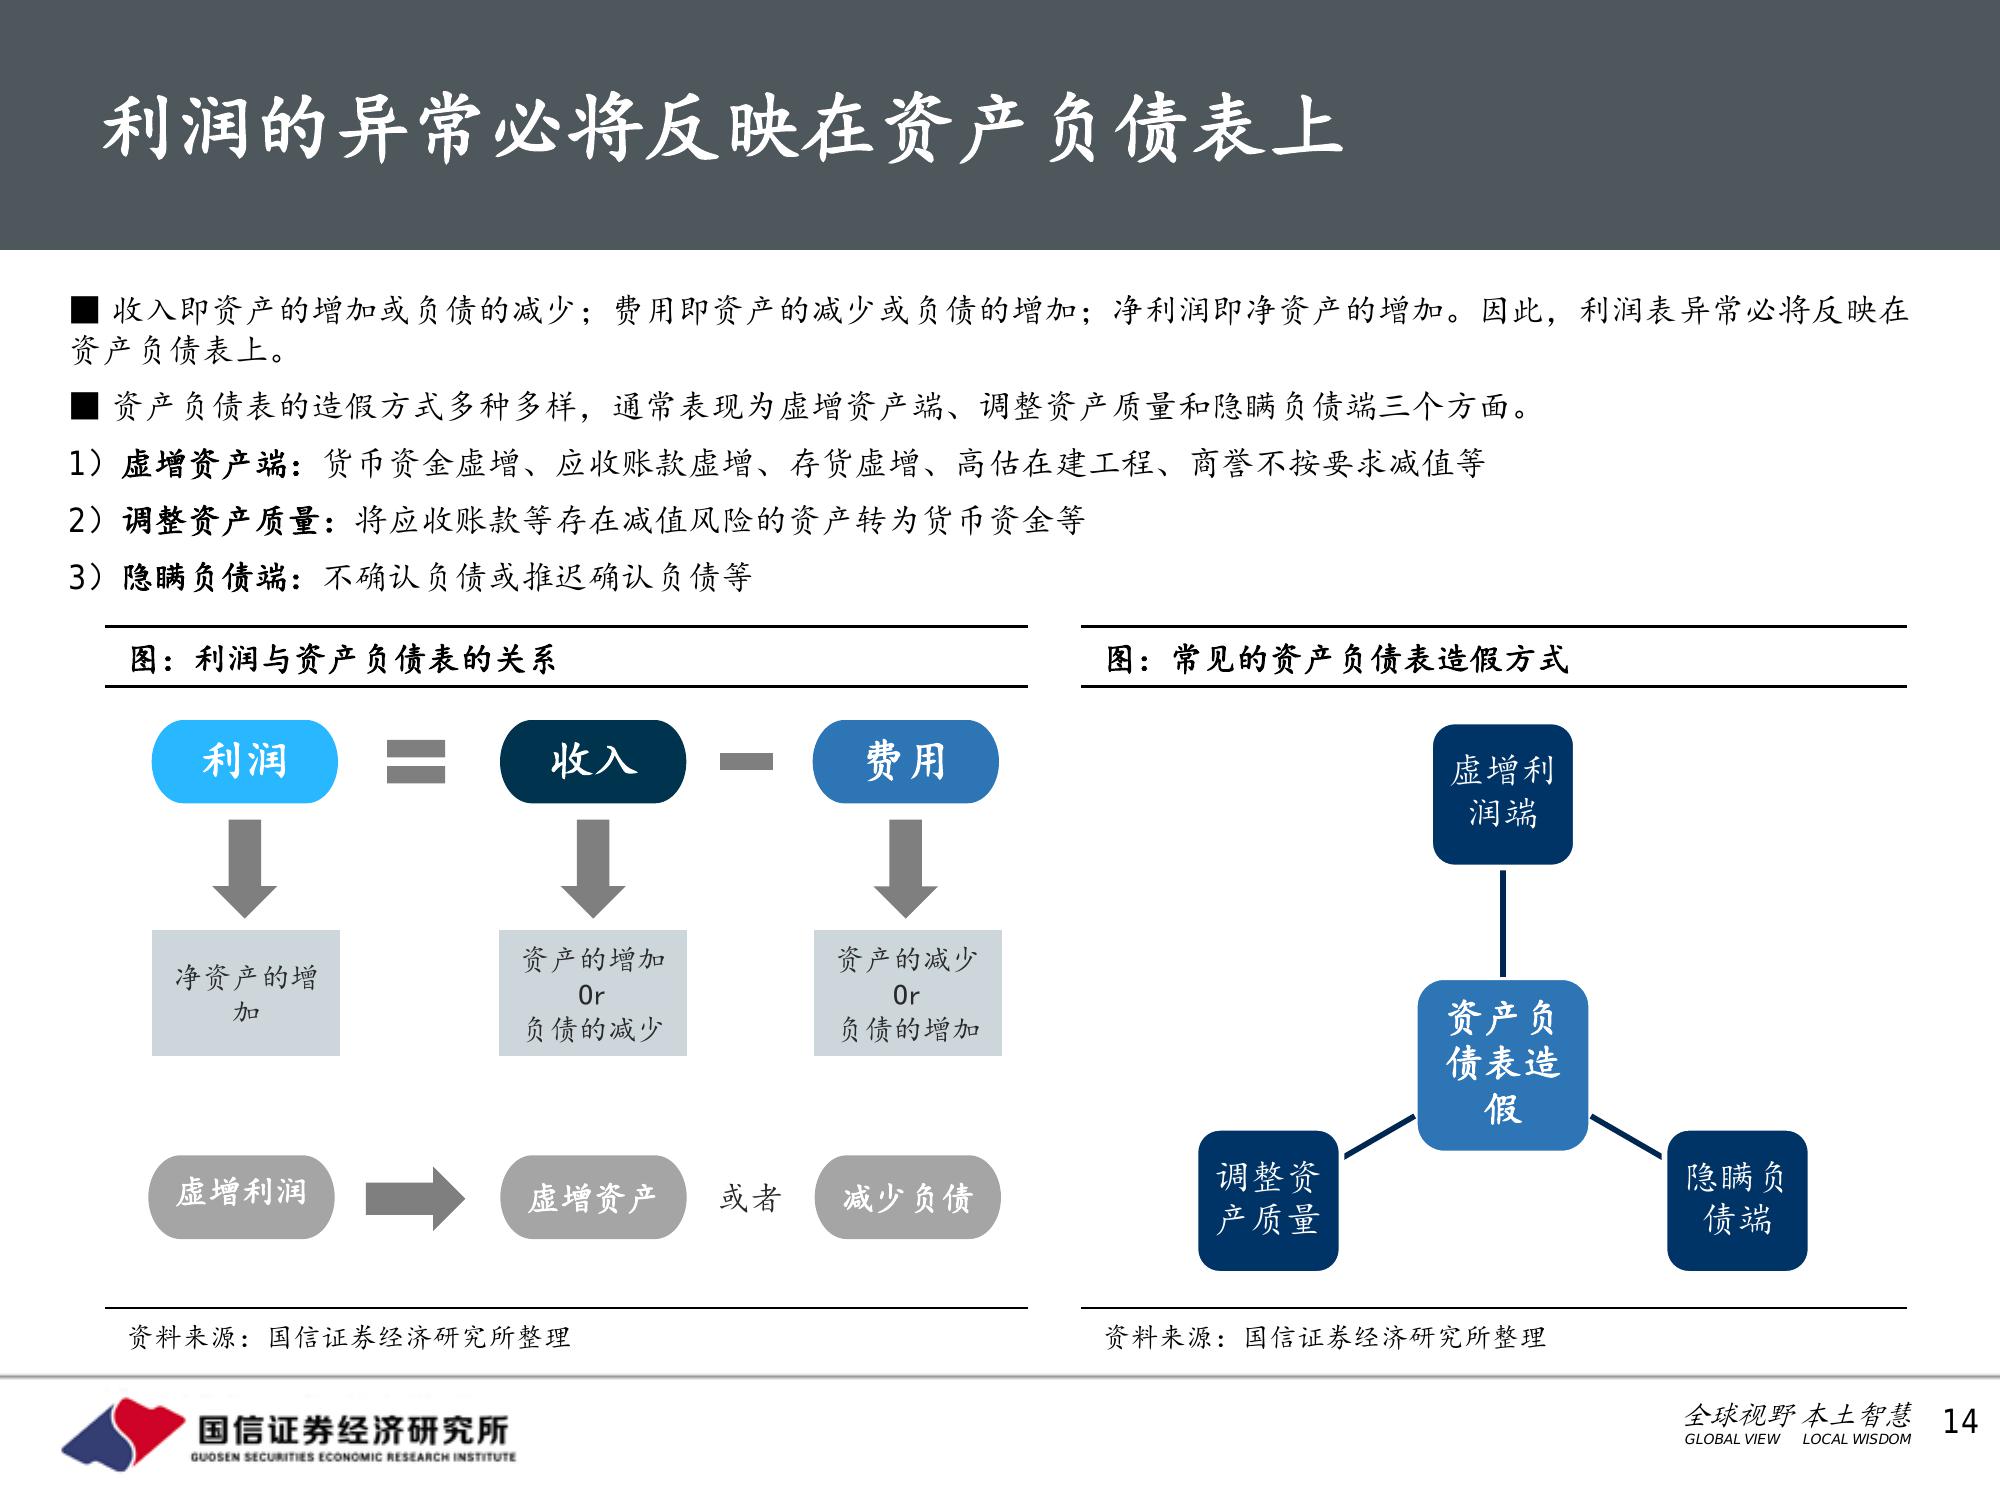 利润的异常必将反映在资产负债表上
■ 收入即资产的增加或负债的减少；费用即资产的减少或负债的增加；净利润即净资产的增加。因此，利润表异常必将反映在
资产负债表上。
■ 资产负债表的造假方式多种多样，通常表现为虚增资产端、调整资产质量和隐瞒负债端三个方面。
1）虚增资产端：货币资金虚增、应收账款虚增、存货虚增、高估在建工程、商誉不按要求减值等
2）调整资产质量：将应收账款等存在减值风险的资产转为货币资金等
3）隐瞒负债端：不确认负债或推迟确认负债等
图：利润与资产负债表的关系
利润
收入
费用
净资产的增
加
资产的增加
Or
负债的减少
资产的减少
Or
负债的增加
虚增利润
虚增资产
或者
减少负债
资料来源：国信证券经济研究所整理
图：常见的资产负债表造假方式
虚增利
润端
资产负
债表造
假
调整资
产质量
隐瞒负
债端
资料来源：国信证券经济研究所整理
国信证券经济研究所
GUOSEN SECURITIES ECONOMIC RESEARCH INSTITUTE
全球视野 本土智慧
GLOBAL VIEW LOCAL WISDOM
14